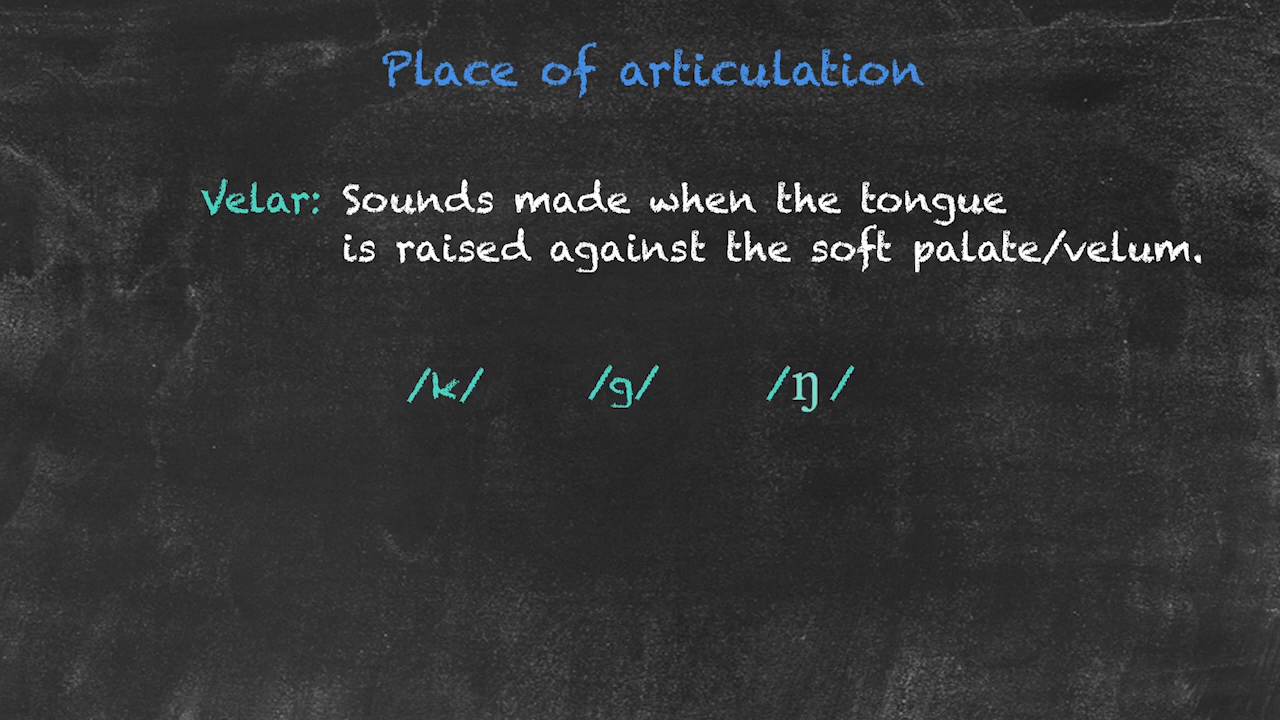 Place of articulation
Velar: Sounds made when the tongue
is raised against the soft palate/velum.
/k/ /g/ /ŋ/